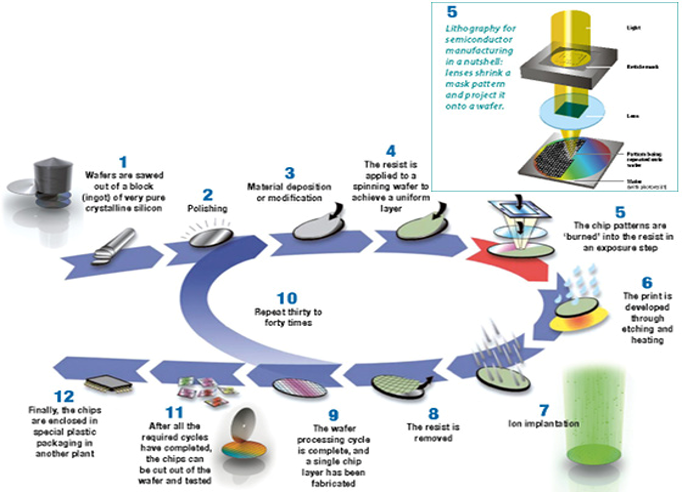 5
Lithography for
semiconductor
manufacturing
in a nutshell:
lenses shrink a
mask pattern
and project it
onto a wafer.
Light
Reticle mask
Lens
Pattern being
repeated onto
wafer
Wafer
1
Wafers are sawed
out of a block
(ingot) of very pure
crystalline silicon
2
Polishing
3
Material deposition
or modification
4
The resist is
applied to a
spinning wafer to
achieve a uniform
layer
5
The chip patterns are
‘burned’ into the resist in
an exposure step
6
The print is
developed
through
etching and
heating
7
Ion implantation
8
The resist is
removed
9
The wafer
processing cycle
is complete, and
a single chip
layer has been
fabricated
10
Repeat thirty to
forty times
11
After all the
required cycles
have completed,
the chips can
be cut out of the
wafer and tested
12
Finally, the chips
are enclosed in
special plastic
packaging in
another plant